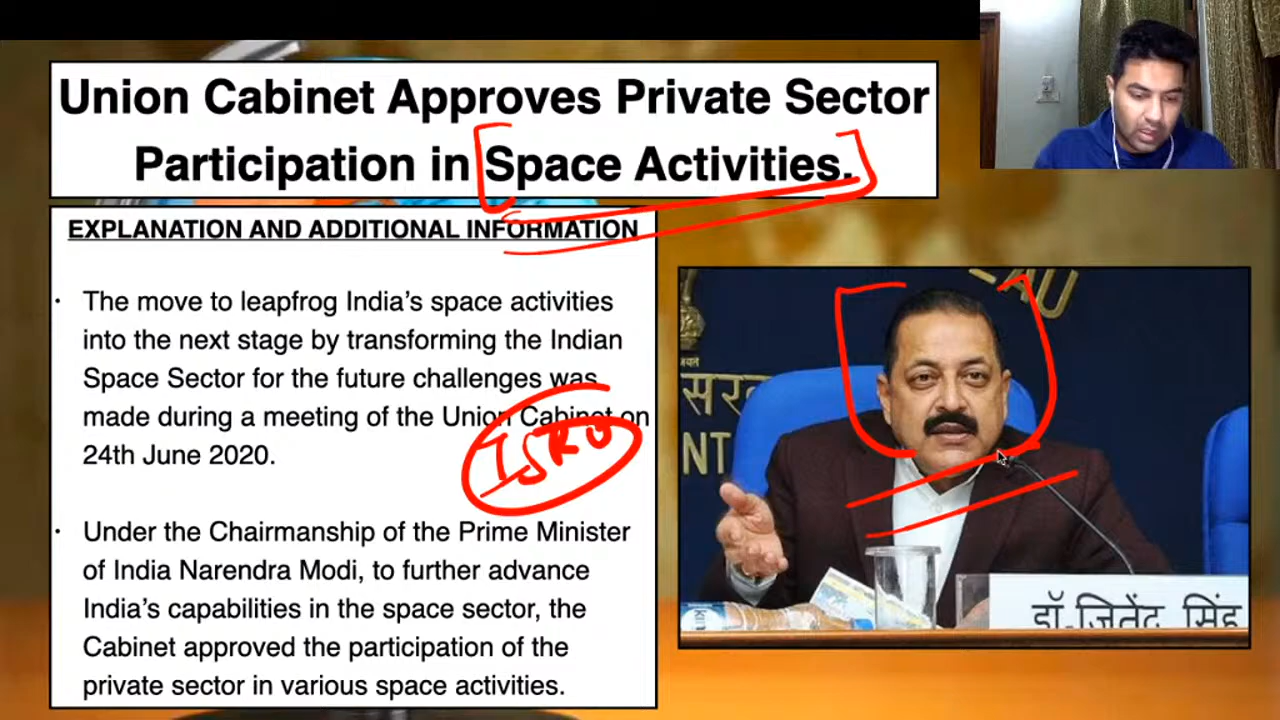 Union Cabinet Approves Private Sector
Participation in Space Activities.
EXPLANATION AND ADDITIONAL INFORMATION
• The move to leapfrog India's space activities
into the next stage by transforming the Indian
Space Sector for the future challenges was
made during a meeting of the Union Cabinet on
24th June 2020.
ISRO
• Under the Chairmanship of the Prime Minister
of India Narendra Modi, to further advance
India's capabilities in the space sector, the
Cabinet approved the participation of the
private sector in various space activities.
डॉ.जितेंद्र सिंह